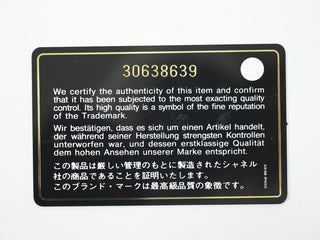 30638639
We certify the authenticity of this item and confirm
that it has been subjected to the most exacting quality
control. Its high quality is a symbol of the fine reputation
of the Trademark.
Wir bestätigen, dass es sich um einen Artikel handelt,
der während seiner Herstellung strengsten Kontrollen
unterworfen war, und dessen erstklassige Qualität
dem hohen Ansehen unserer Marke entspricht.
この製品は厳しい管理のもとに製造されたシャネル
社の商品であることを証明いたします。
このブランド・マークは最高級品質の象徴です。